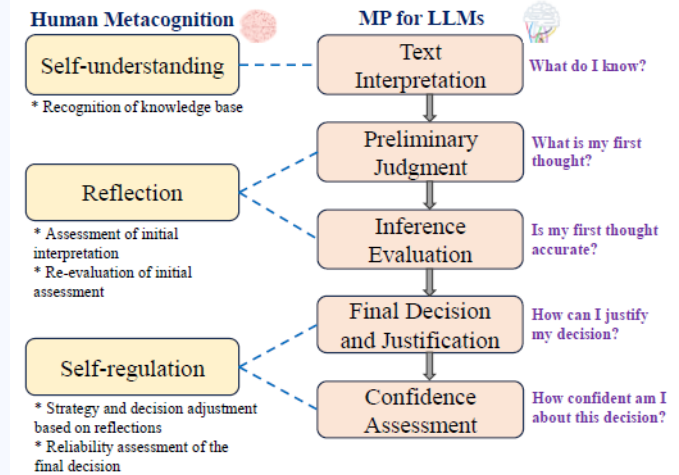 Human Metacognition
Self-understanding
* Recognition of knowledge base
Reflection
* Assessment of initial
interpretation
* Re-evaluation of initial
assessment
Self-regulation
* Strategy and decision adjustment
based on reflections
* Reliability assessment of the
final decision
MP for LLMs
Text
Interpretation
What do I know?
Preliminary
Judgment
What is my first
thought?
Inference
Evaluation
Is my first thought
accurate?
Final Decision
and Justification
How can I justify
my decision?
Confidence
Assessment
How confident am I
about this decision?